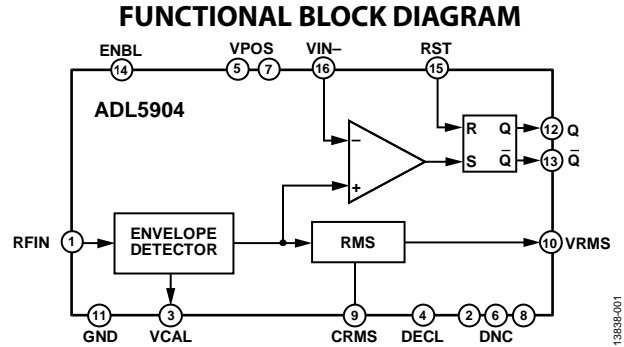 FUNCTIONAL BLOCK DIAGRAM
ENBL VPOS VIN– RST
14 5 7 16 15
ADL5904
– R Q 12 Q
+ S Q̅ 13 Q̅
RFIN 1 ENVELOPE
DETECTOR RMS 10 VRMS
11 3 9 4 2 6 8
GND VCAL CRMS DECL DNC
13838-001